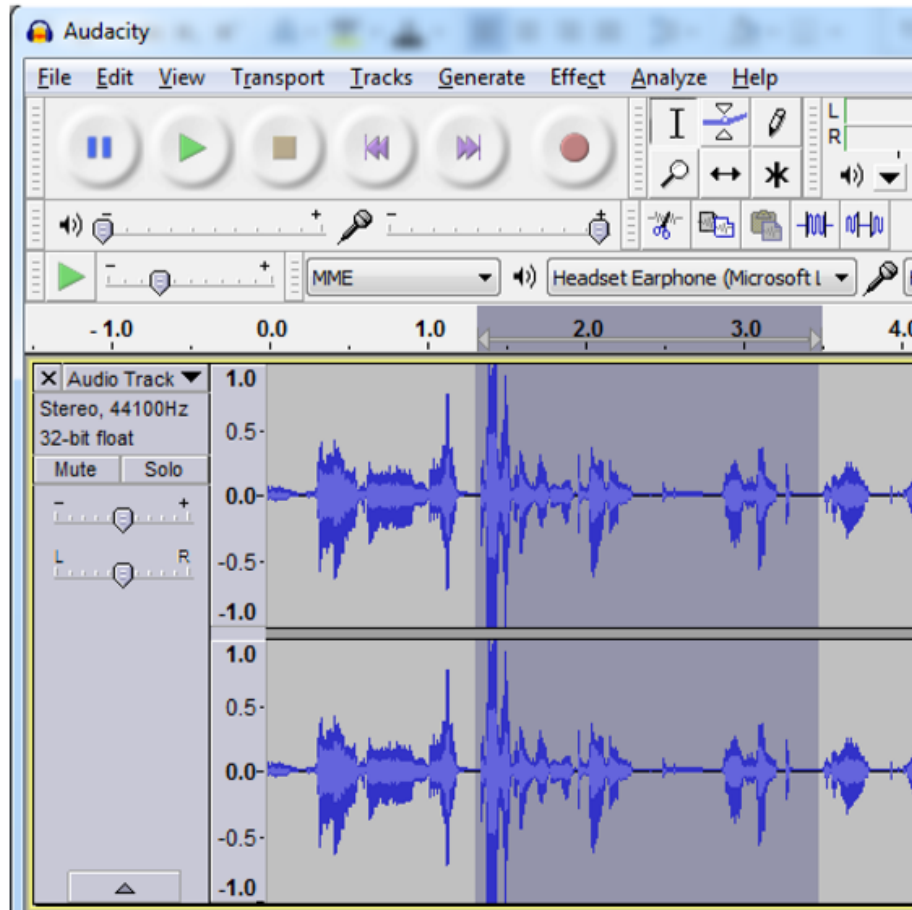 Audacity
File Edit View Transport Tracks Generate Effect Analyze Help
L
R
- +
- +
- +
MME Headset Earphone (Microsoft L
- 1.0 0.0 1.0 2.0 3.0 4.0
X Audio Track 1.0
Stereo, 44100Hz
32-bit float 0.5
Mute Solo
- + 0.0
L R
-0.5
-1.0
1.0
0.5
0.0
-0.5
-1.0